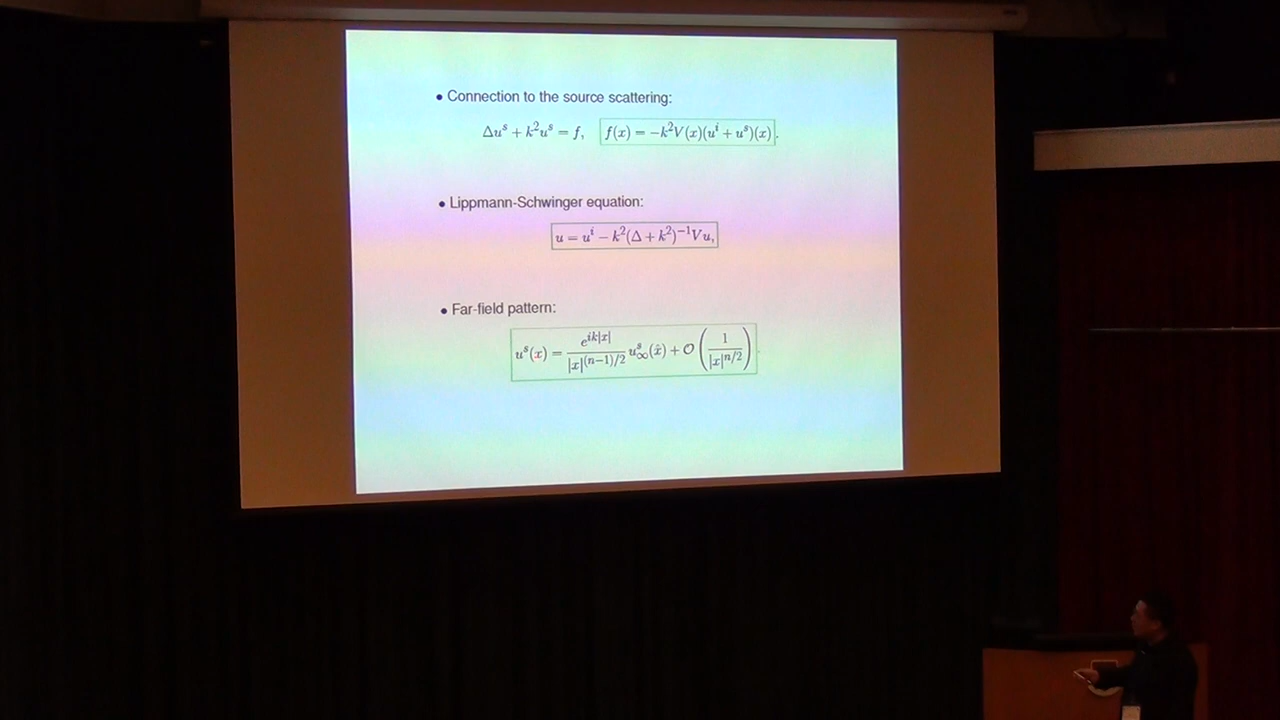 • Connection to the source scattering:
Δuˢ + k²uˢ = f, f(x) = −k²V(x)(uⁱ + uˢ)(x).
• Lippmann-Schwinger equation:
u = uⁱ − k²(Δ + k²)⁻¹Vu,
• Far-field pattern:
uˢ(x) = e^{ik|x|} / |x|^{(n−1)/2} u^s_∞(x̂) + 𝒪(1 / |x|^{n/2}).